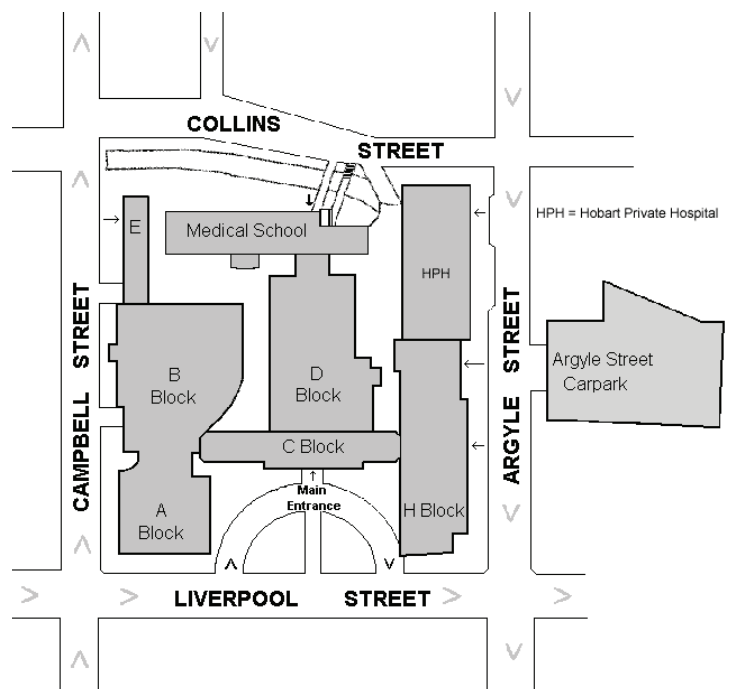 COLLINS
STREET
HPH = Hobart Private Hospital
E
Medical School
HPH
CAMPBELL STREET
ARGYLE STREET
Argyle Street
Carpark
B
Block
D
Block
C Block
Main
Entrance
A
Block
H Block
LIVERPOOL STREET